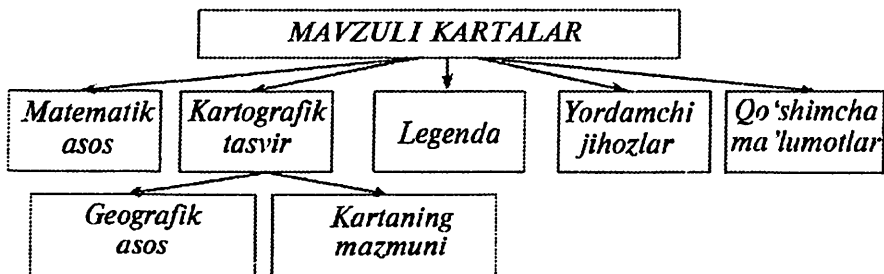 MAVZULI KARTALAR
Matematik
asos
Kartografik
tasvir
Legenda
Yordamchi
jihozlar
Qo‘shimcha
ma’lumotlar
Geografik
asos
Kartaning
mazmuni